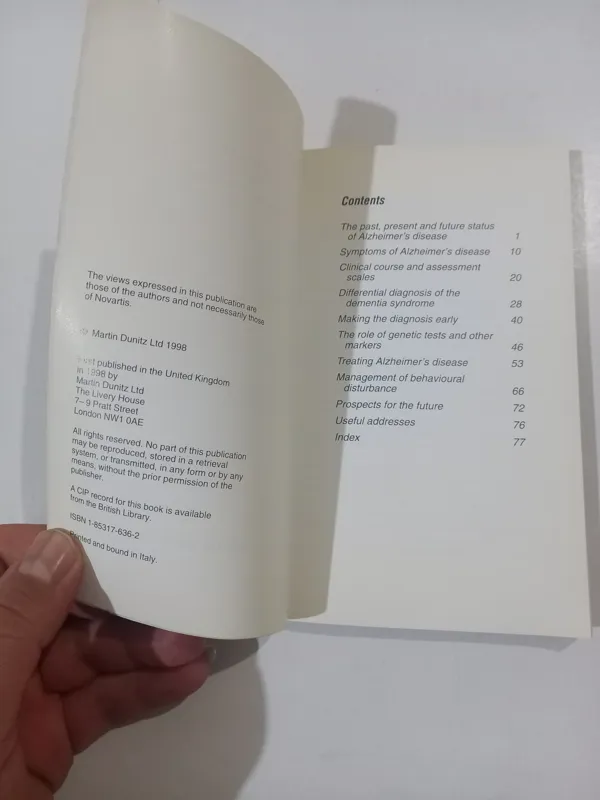 The views expressed in this publication are
those of the authors and not necessarily those
of Novartis.
Martin Dunitz Ltd 1998
published in the United Kingdom
in 1998 by
Martin Dunitz Ltd
The Livery House
7–9 Pratt Street
London NW1 0AE
All rights reserved. No part of this publication
may be reproduced, stored in a retrieval
system, or transmitted, in any form or by any
means, without the prior permission of the
publisher.
A CIP record for this book is available
from the British Library.
ISBN 1-85317-636-2
Printed and bound in Italy.
Contents
The past, present and future status
of Alzheimer's disease 1
Symptoms of Alzheimer's disease 10
Clinical course and assessment
scales 20
Differential diagnosis of the
dementia syndrome 28
Making the diagnosis early 40
The role of genetic tests and other
markers 46
Treating Alzheimer's disease 53
Management of behavioural
disturbance 66
Prospects for the future 72
Useful addresses 76
Index 77